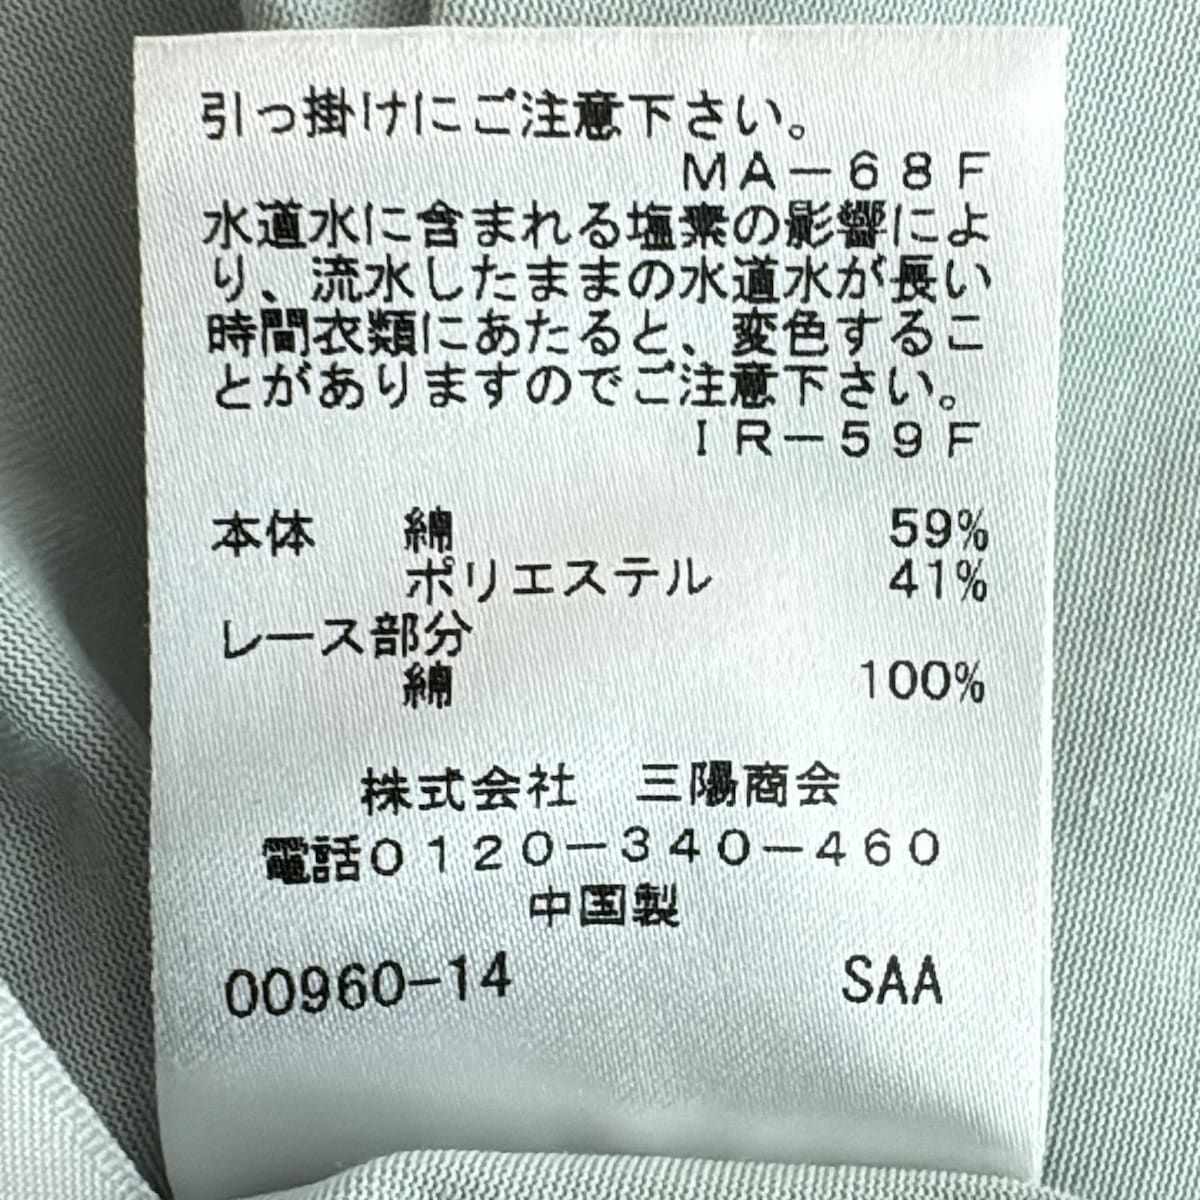 引っ掛けにご注意下さい。
ＭＡ－６８Ｆ
水道水に含まれる塩素の影響によ
り、流水したままの水道水が長い
時間衣類にあたると、変色するこ
とがありますのでご注意下さい。
ＩＲ－５９Ｆ
本体 綿 59%
ポリエステル 41%
レース部分
綿 100%
株式会社 三陽商会
電話０１２０－３４０－４６０
中国製
00960-14 SAA